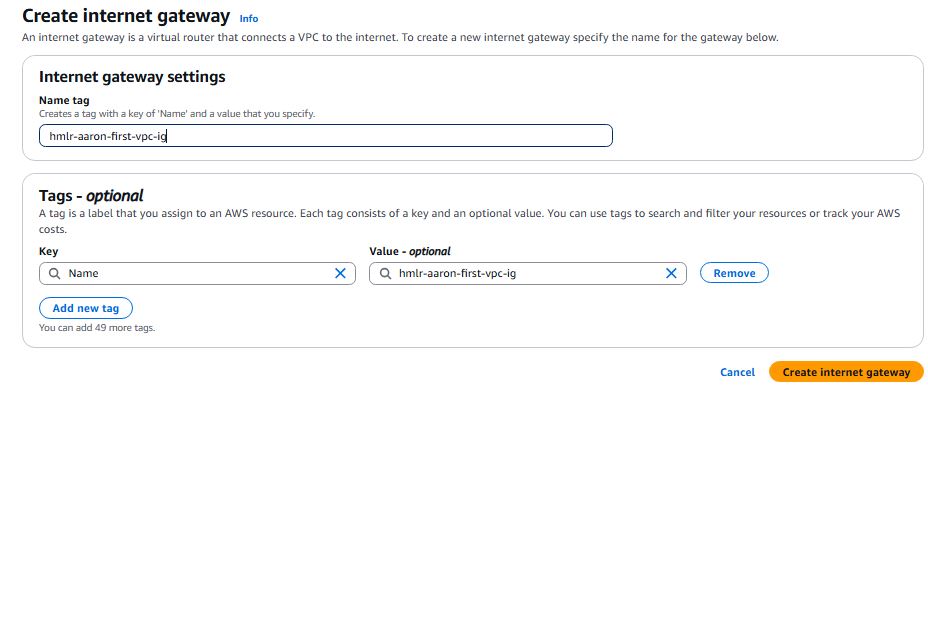 Create internet gateway Info
An internet gateway is a virtual router that connects a VPC to the internet. To create a new internet gateway specify the name for the gateway below.
Internet gateway settings
Name tag
Creates a tag with a key of 'Name' and a value that you specify.
hmlr-aaron-first-vpc-ig
Tags - optional
A tag is a label that you assign to an AWS resource. Each tag consists of a key and an optional value. You can use tags to search and filter your resources or track your AWS
costs.
Key Value - optional
Name hmlr-aaron-first-vpc-ig Remove
Add new tag
You can add 49 more tags.
Cancel Create internet gateway